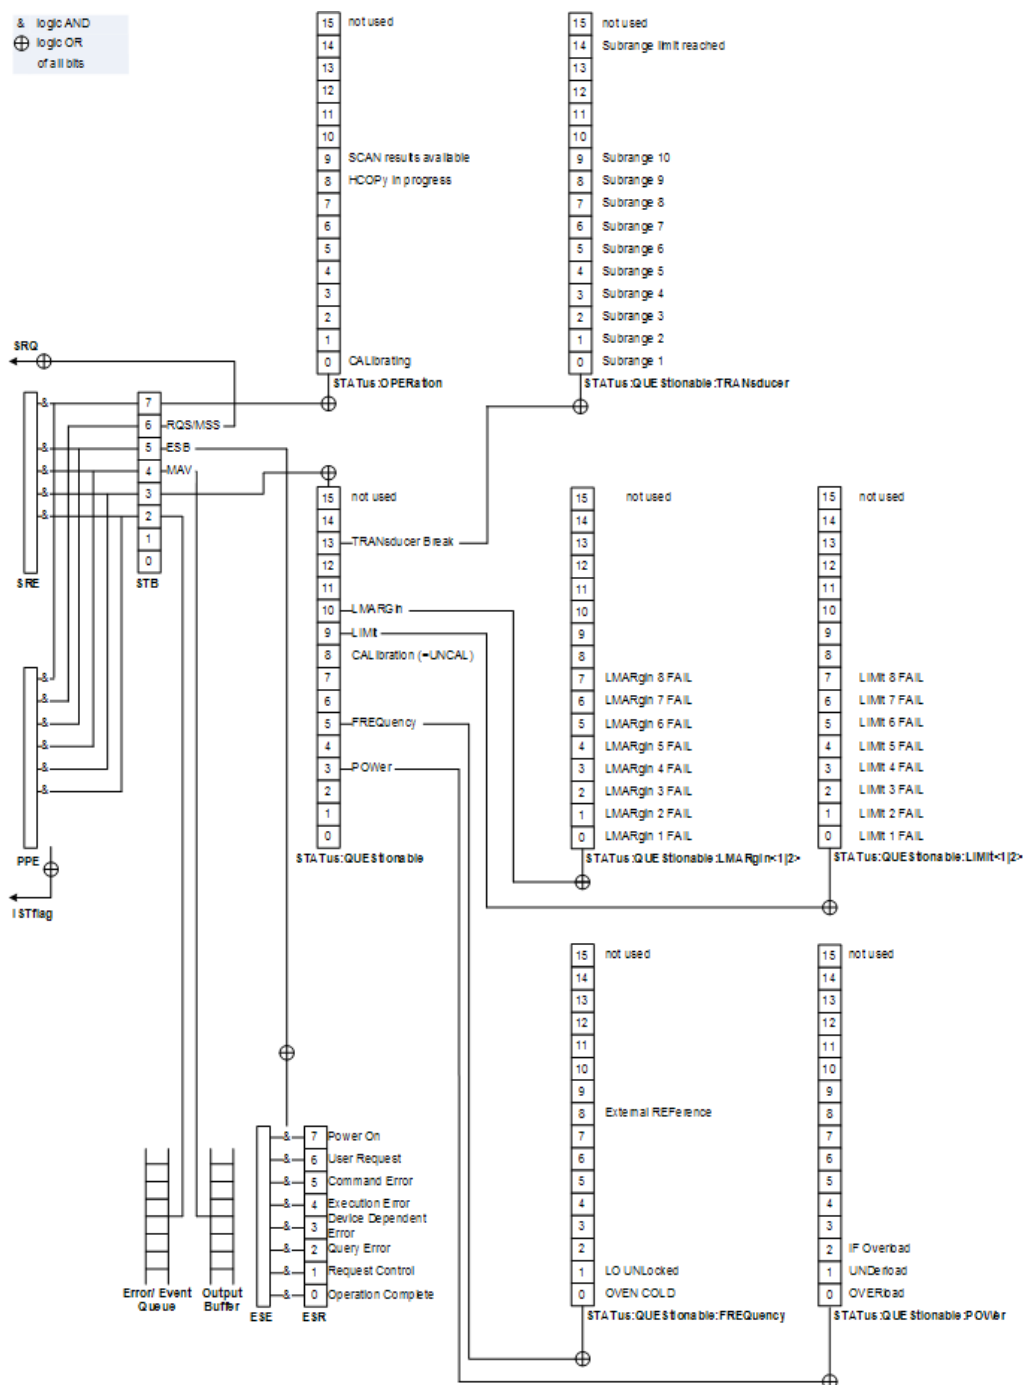 & logic AND
⊕ logic OR
of all bits
15 not used
14
13
12
11
10
9 SCAN results available
8 HCOPy in progress
7
6
5
4
3
2
1
0 CALibrating
STATus:OPERation
15 not used
14 Subrange limit reached
13
12
11
10
9 Subrange 10
8 Subrange 9
7 Subrange 8
6 Subrange 7
5 Subrange 6
4 Subrange 5
3 Subrange 4
2 Subrange 3
1 Subrange 2
0 Subrange 1
STATus:QUEStionable:TRANsducer
SRQ
&
&
&
&
&
SRE
7
6 RQS/MSS
5 ESB
4 MAV
3
2
1
0
STB
&
&
&
&
&
&
PPE
ISTflag
15 not used
14
13 TRANsducer Break
12
11
10 LMARGin
9 LIMit
8 CALibration (=UNCAL)
7
6
5 FREQuency
4
3 POWer
2
1
0
STATus:QUEStionable
15 not used
14
13
12
11
10
9
8
7 LMARgin 8 FAIL
6 LMARgin 7 FAIL
5 LMARgin 6 FAIL
4 LMARgin 5 FAIL
3 LMARgin 4 FAIL
2 LMARgin 3 FAIL
1 LMARgin 2 FAIL
0 LMARgin 1 FAIL
STATus:QUEStionable:LMARgin<1|2>
15 not used
14
13
12
11
10
9
8
7 LIMit 8 FAIL
6 LIMit 7 FAIL
5 LIMit 6 FAIL
4 LIMit 5 FAIL
3 LIMit 4 FAIL
2 LIMit 3 FAIL
1 LIMit 2 FAIL
0 LIMit 1 FAIL
STATus:QUEStionable:LIMit<1|2>
15 not used
14
13
12
11
10
9
8 External REFerence
7
6
5
4
3
2
1 LO UNLocked
0 OVEN COLD
STATus:QUEStionable:FREQuency
15 not used
14
13
12
11
10
9
8
7
6
5
4
3
2 IF Overload
1 UNDerload
0 OVERload
STATus:QUEStionable:POWer
Error/ Event
Queue
Output
Buffer
& 7 Power On
& 6 User Request
& 5 Command Error
& 4 Execution Error
& 3 Device Dependent
Error
& 2 Query Error
& 1 Request Control
& 0 Operation Complete
ESE
ESR